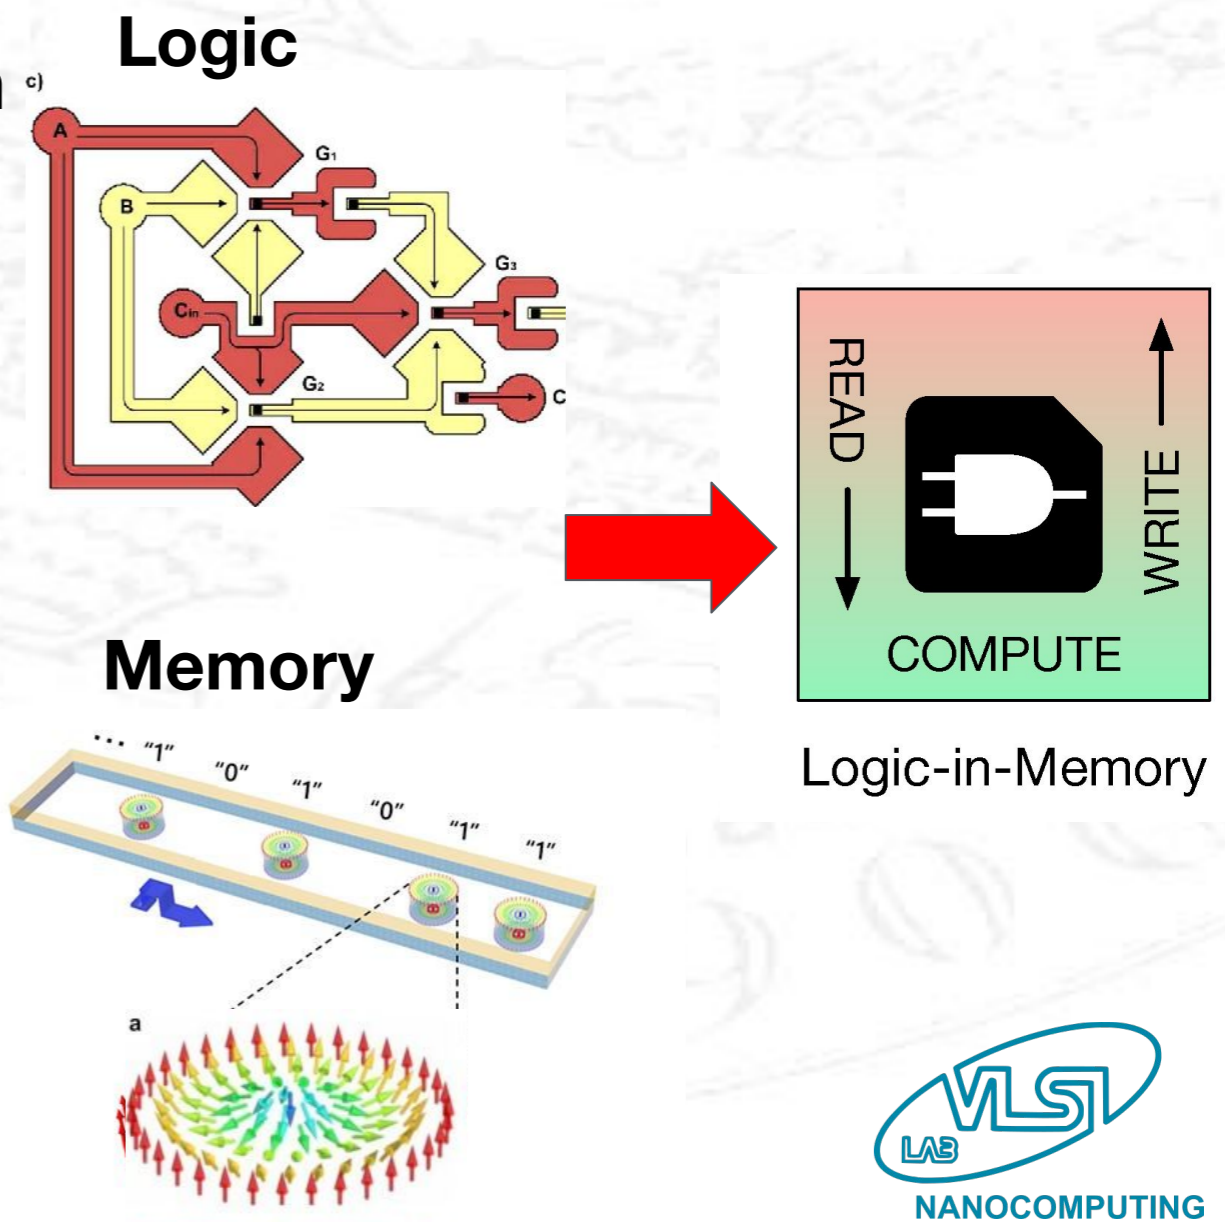 Logic
c)
A
G1
B
G3
Cin
G2
C
READ
WRITE
COMPUTE
Logic-in-Memory
Memory
... "1" "0" "1" "0" "1" "1"
a
VLSI
LAB
NANOCOMPUTING